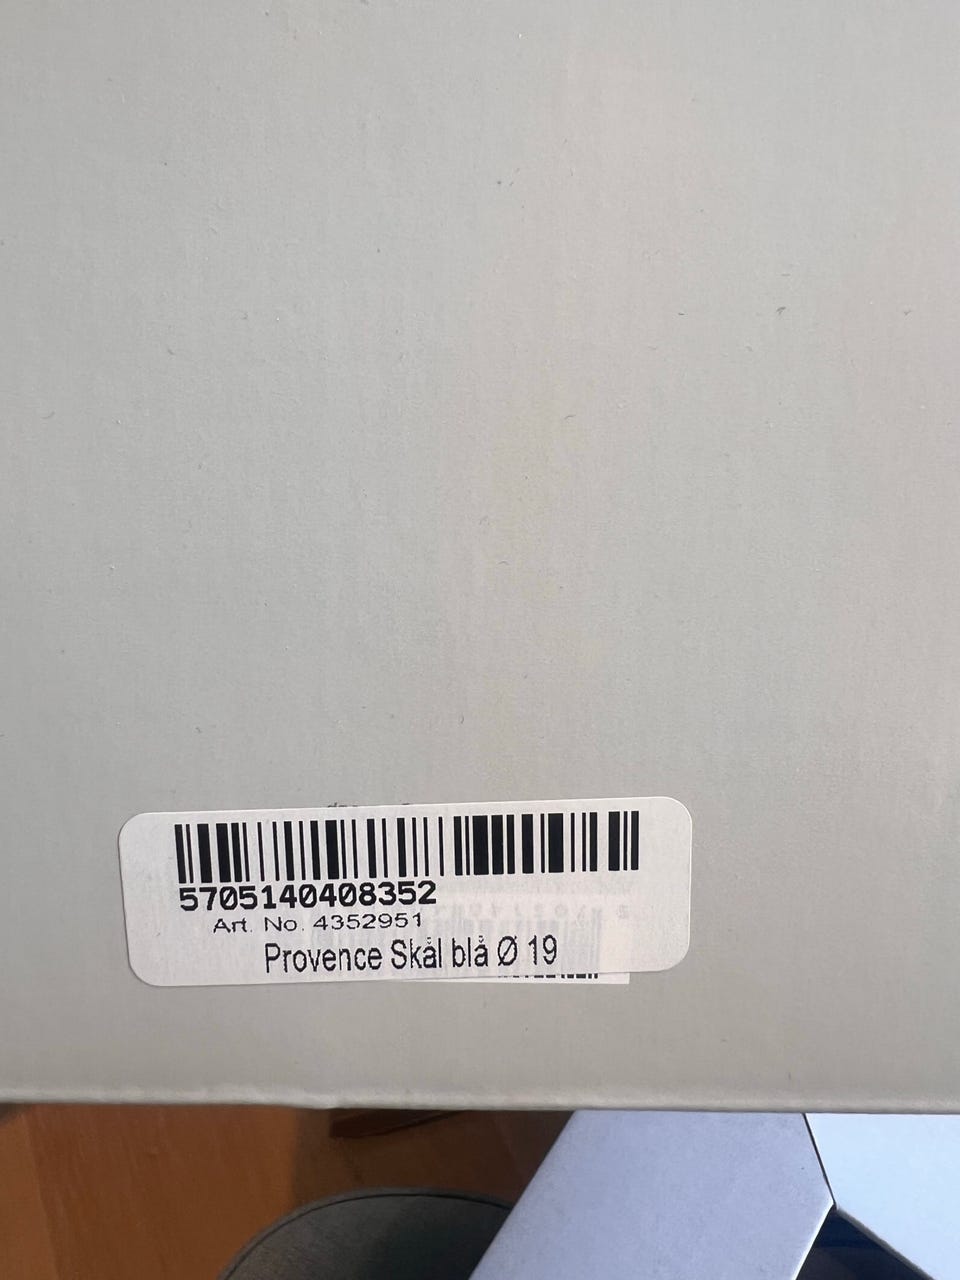 5705140408352
Art. No. 4352951
Provence Skål blå Ø 19